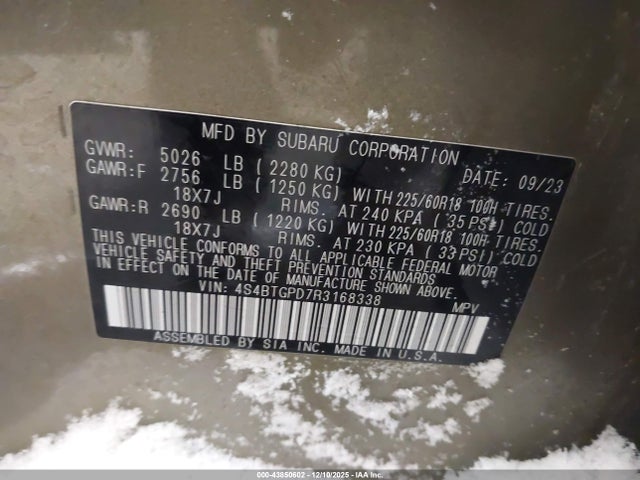 MFD BY SUBARU CORPORATION
GVWR: 5026 LB (2280 KG) DATE: 09/23
GAWR:F 2756 LB (1250 KG) WITH 225/60R18 100H TIRES.
18X7J RIMS. AT 240 KPA (35 PSI) COLD
GAWR:R 2690 LB (1220 KG) WITH 225/60R18 100H TIRES.
18X7J RIMS. AT 230 KPA (33 PSI) COLD
THIS VEHICLE CONFORMS TO ALL APPLICABLE FEDERAL MOTOR
VEHICLE SAFETY AND THEFT PREVENTION STANDARDS
IN EFFECT ON THE DATE OF MANUFACTURE SHOWN ABOVE.
VIN: 4S4BTGPD7R3168338 MPV
ASSEMBLED BY SIA INC. MADE IN U.S.A.
000-43850602 - 12/10/2025 - IAAI Inc.